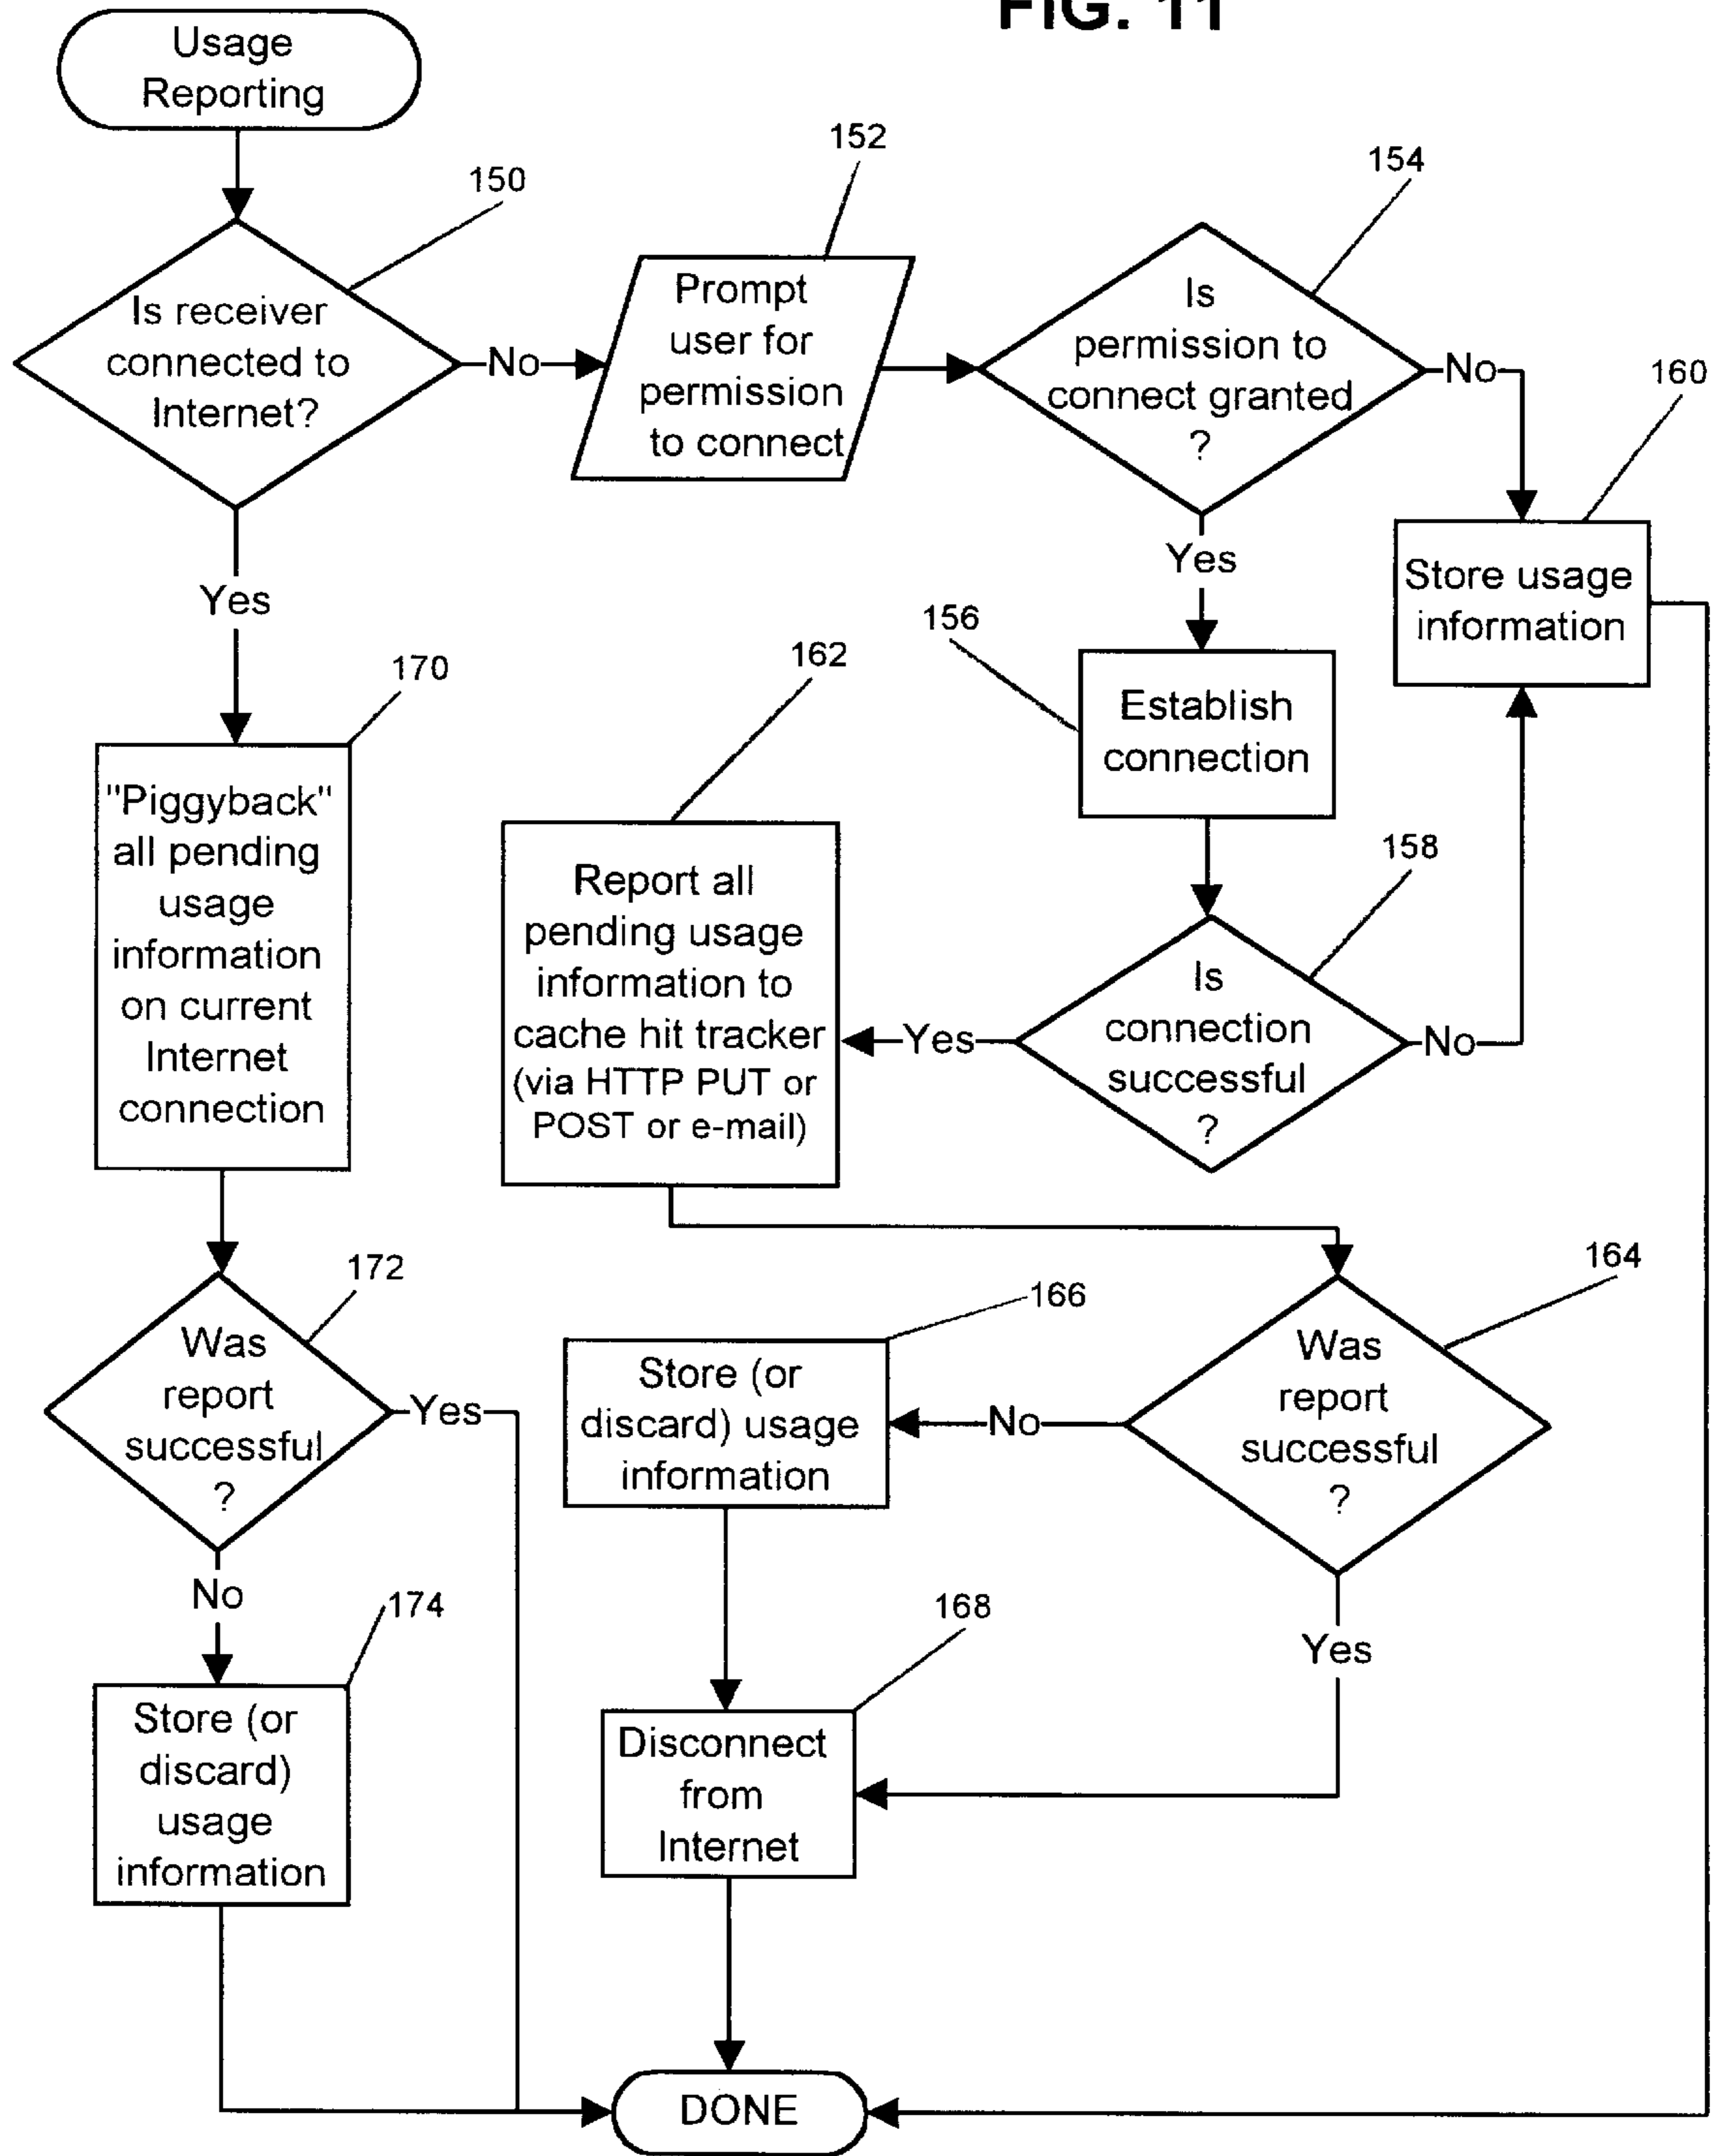 FIG. 11
Usage
Reporting
150
Is receiver
connected to
Internet?
No
152
Prompt
user for
permission
to connect
154
Is
permission to
connect granted
?
No
160
Store usage
information
Yes
156
Establish
connection
158
Is
connection
successful
?
No
Yes
162
Report all
pending usage
information to
cache hit tracker
(via HTTP PUT or
POST or e-mail)
164
Was
report
successful
?
No
166
Store (or
discard) usage
information
Yes
168
Disconnect
from
Internet
Yes
170
"Piggyback"
all pending
usage
information
on current
Internet
connection
172
Was
report
successful
?
Yes
No
174
Store (or
discard)
usage
information
DONE